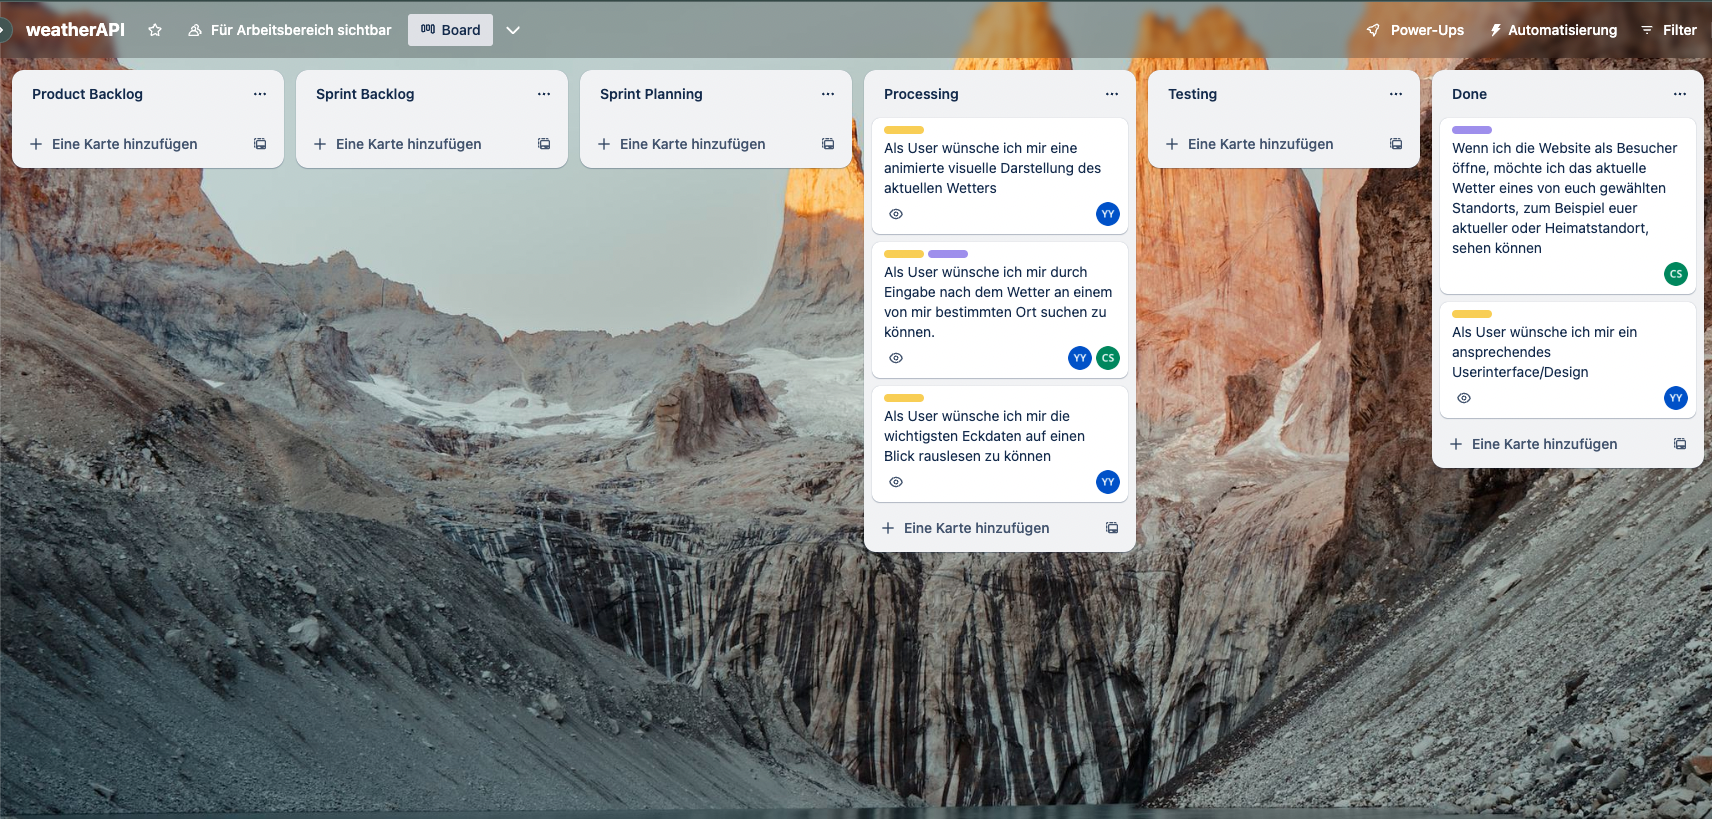 weatherAPI
Für Arbeitsbereich sichtbar
Board
Power-Ups
Automatisierung
Filter
Product Backlog
Eine Karte hinzufügen
Sprint Backlog
Eine Karte hinzufügen
Sprint Planning
Eine Karte hinzufügen
Processing
Als User wünsche ich mir eine
animierte visuelle Darstellung des
aktuellen Wetters
YY
Als User wünsche ich mir durch
Eingabe nach dem Wetter an einem
von mir bestimmten Ort suchen zu
können.
YY
CS
Als User wünsche ich mir die
wichtigsten Eckdaten auf einen
Blick rauslesen zu können
YY
Eine Karte hinzufügen
Testing
Eine Karte hinzufügen
Done
Wenn ich die Website als Besucher
öffne, möchte ich das aktuelle
Wetter eines von euch gewählten
Standorts, zum Beispiel euer
aktueller oder Heimatstandort,
sehen können
CS
Als User wünsche ich mir ein
ansprechendes
Userinterface/Design
YY
Eine Karte hinzufügen